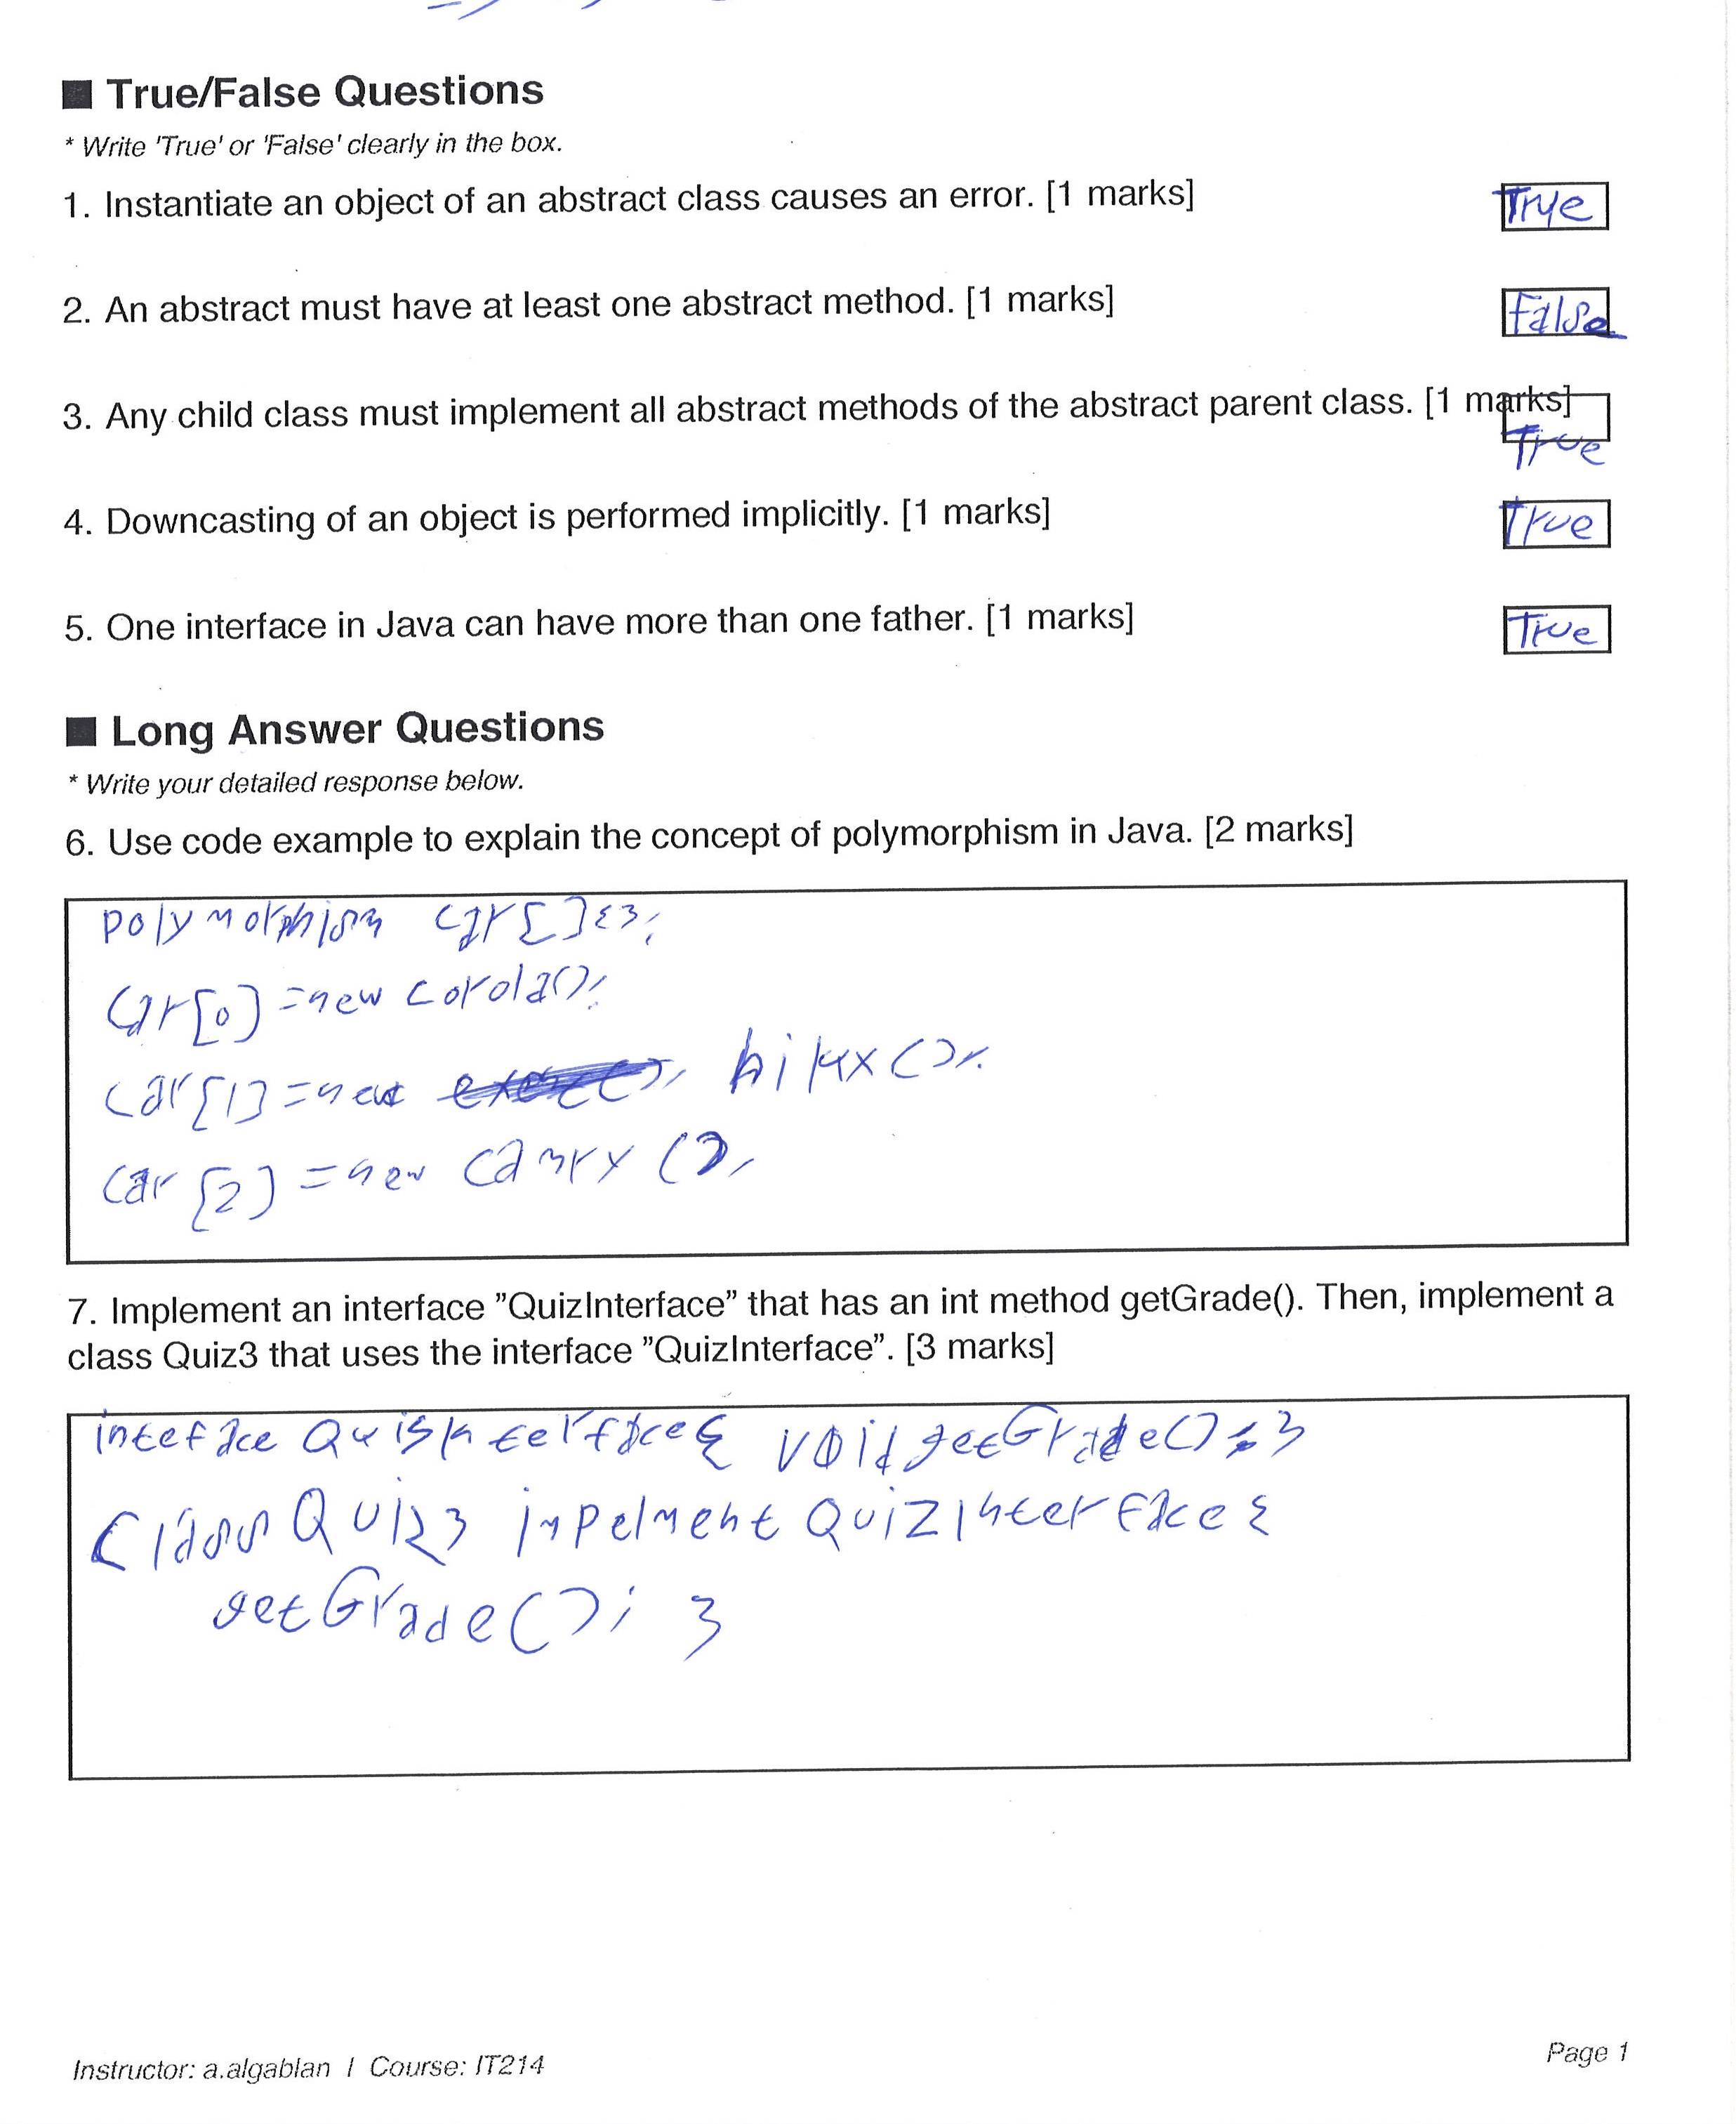 ■ True/False Questions
* Write 'True' or 'False' clearly in the box.
1. Instantiate an object of an abstract class causes an error. [1 marks] True
2. An abstract must have at least one abstract method. [1 marks] False
3. Any child class must implement all abstract methods of the abstract parent class. [1 marks]
True
4. Downcasting of an object is performed implicitly. [1 marks] True
5. One interface in Java can have more than one father. [1 marks] True
■ Long Answer Questions
* Write your detailed response below.
6. Use code example to explain the concept of polymorphism in Java. [2 marks]
polymorphism car[]{};
Car[0] = new corola();
Car[1] = new hilux();
Car [2] = new camry ();
7. Implement an interface ”QuizInterface” that has an int method getGrade(). Then, implement a
class Quiz3 that uses the interface ”QuizInterface”. [3 marks]
inteface QuisInterface{ void getGrade(); }
Class Quiz3 inpelment QuizInterface{
getGrade(); }
Instructor: a.algablan | Course: IT214
Page 1